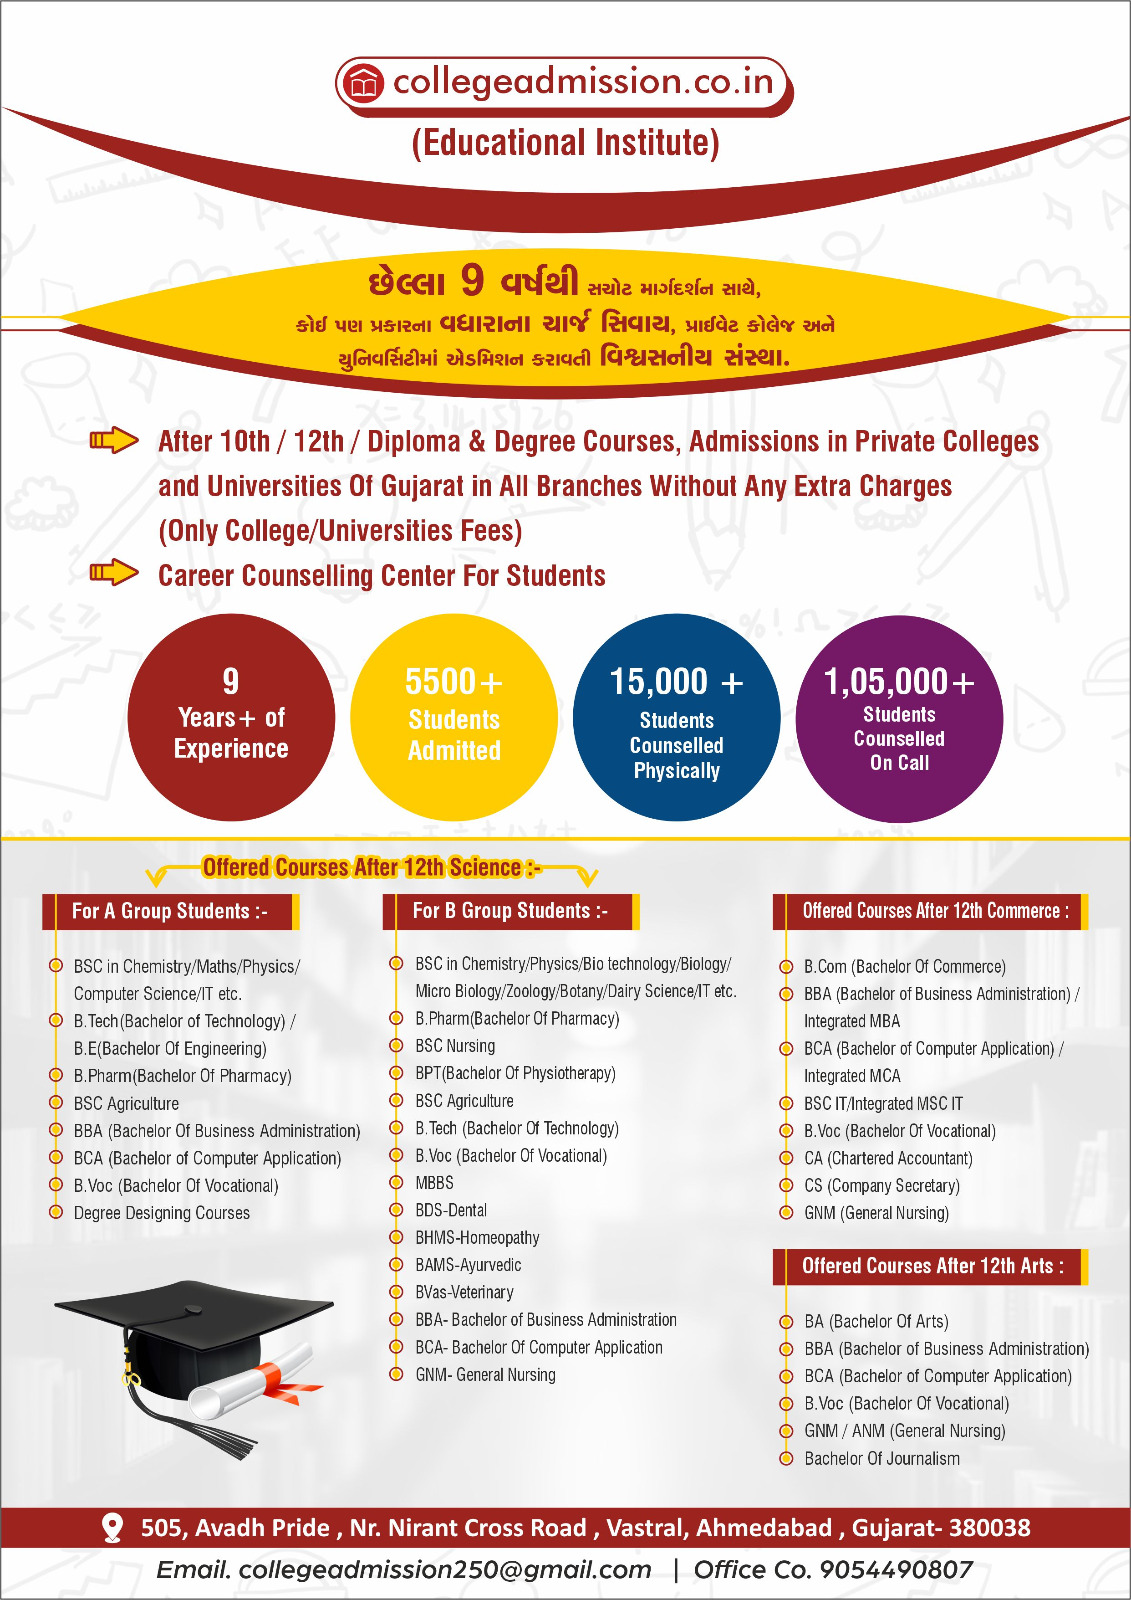 collegeadmission.co.in
(Educational Institute)
છેલ્લા 9 વર્ષથી સચોટ માર્ગદર્શન સાથે,
કોઈ પણ પ્રકારના વધારાના ચાર્જ સિવાય, પ્રાઈવેટ કોલેજ અને
યુનિવર્સિટીમાં એડમિશન કરાવતી વિશ્વસનીય સંસ્થા.
After 10th / 12th / Diploma & Degree Courses, Admissions in Private Colleges
and Universities Of Gujarat in All Branches Without Any Extra Charges
(Only College/Universities Fees)
Career Counselling Center For Students
9
Years+ of
Experience
5500+
Students
Admitted
15,000 +
Students
Counselled
Physically
1,05,000+
Students
Counselled
On Call
Offered Courses After 12th Science :-
For A Group Students :-
BSC in Chemistry/Maths/Physics/
Computer Science/IT etc.
B.Tech(Bachelor of Technology) /
B.E(Bachelor Of Engineering)
B.Pharm(Bachelor Of Pharmacy)
BSC Agriculture
BBA (Bachelor Of Business Administration)
BCA (Bachelor of Computer Application)
B.Voc (Bachelor Of Vocational)
Degree Designing Courses
For B Group Students :-
BSC in Chemistry/Physics/Bio technology/Biology/
Micro Biology/Zoology/Botany/Dairy Science/IT etc.
B.Pharm(Bachelor Of Pharmacy)
BSC Nursing
BPT(Bachelor Of Physiotherapy)
BSC Agriculture
B.Tech (Bachelor Of Technology)
B.Voc (Bachelor Of Vocational)
MBBS
BDS-Dental
BHMS-Homeopathy
BAMS-Ayurvedic
BVas-Veterinary
BBA- Bachelor of Business Administration
BCA- Bachelor Of Computer Application
GNM- General Nursing
Offered Courses After 12th Commerce :
B.Com (Bachelor Of Commerce)
BBA (Bachelor of Business Administration) /
Integrated MBA
BCA (Bachelor of Computer Application) /
Integrated MCA
BSC IT/Integrated MSC IT
B.Voc (Bachelor Of Vocational)
CA (Chartered Accountant)
CS (Company Secretary)
GNM (General Nursing)
Offered Courses After 12th Arts :
BA (Bachelor Of Arts)
BBA (Bachelor of Business Administration)
BCA (Bachelor of Computer Application)
B.Voc (Bachelor Of Vocational)
GNM / ANM (General Nursing)
Bachelor Of Journalism
505, Avadh Pride , Nr. Nirant Cross Road , Vastral, Ahmedabad , Gujarat- 380038
Email. collegeadmission250@gmail.com | Office Co. 9054490807